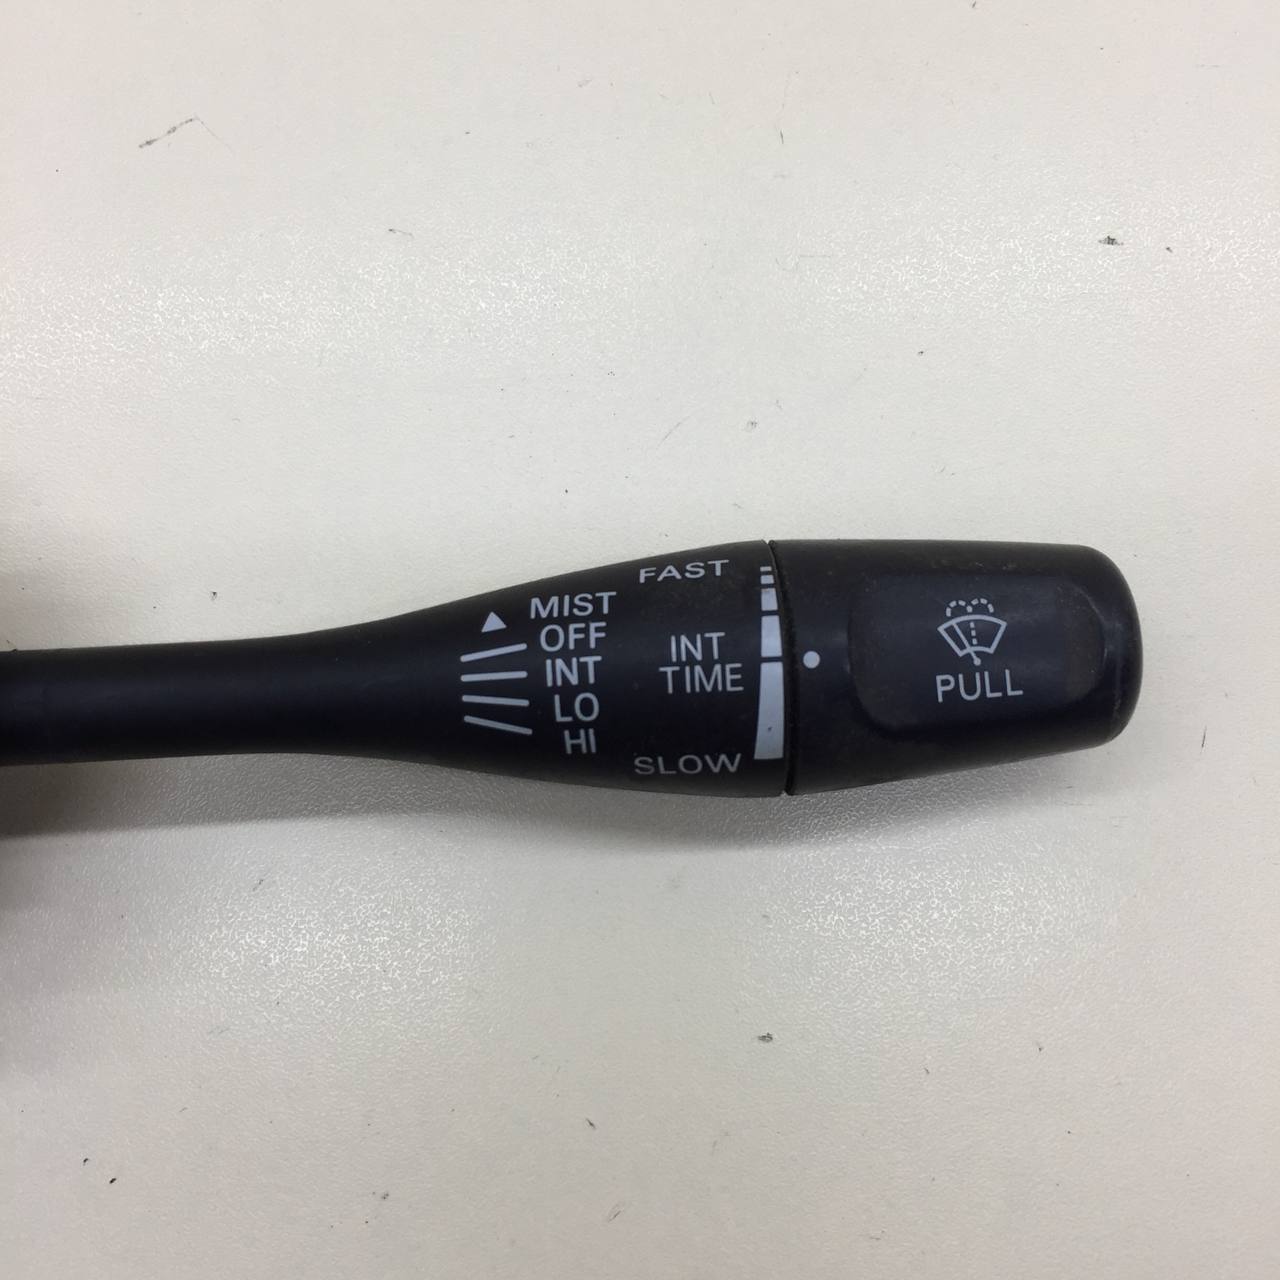 MIST
OFF
INT
LO
HI
FAST
INT
TIME
SLOW
PULL